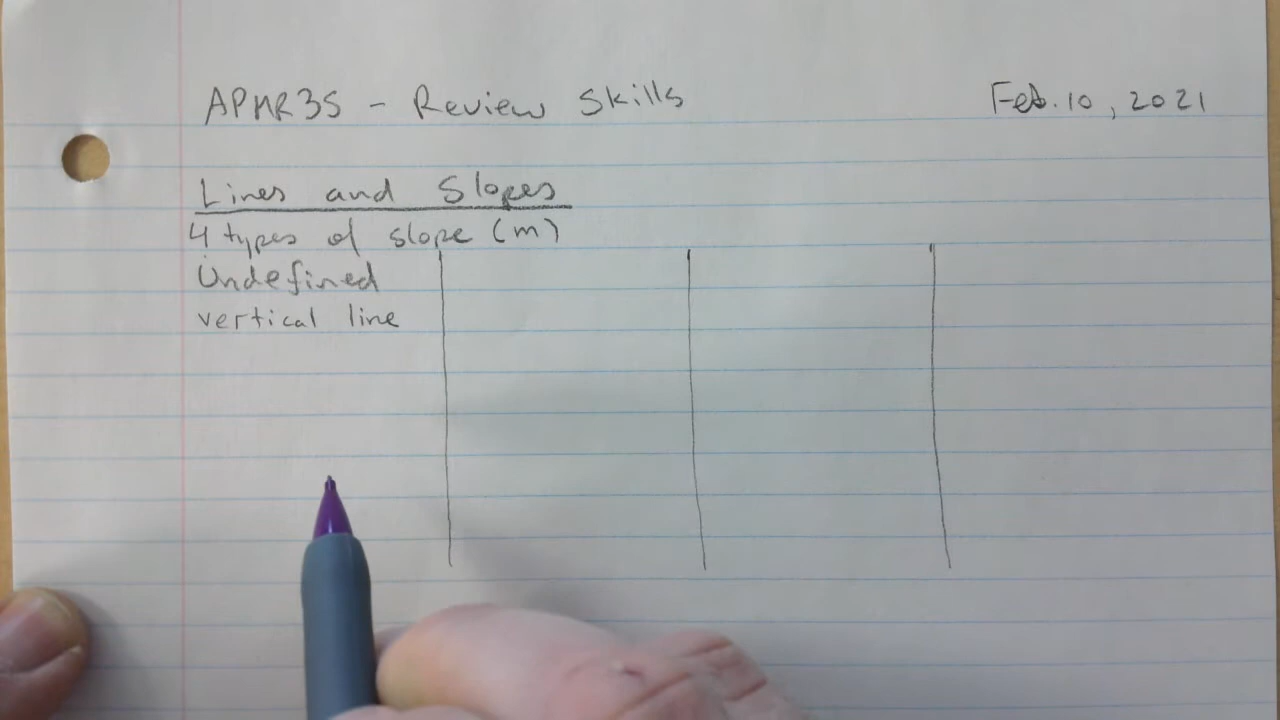 APMR3S - Review Skills
Feb. 10, 2021
Lines and Slopes
4 types of slope (m)
Undefined
vertical line